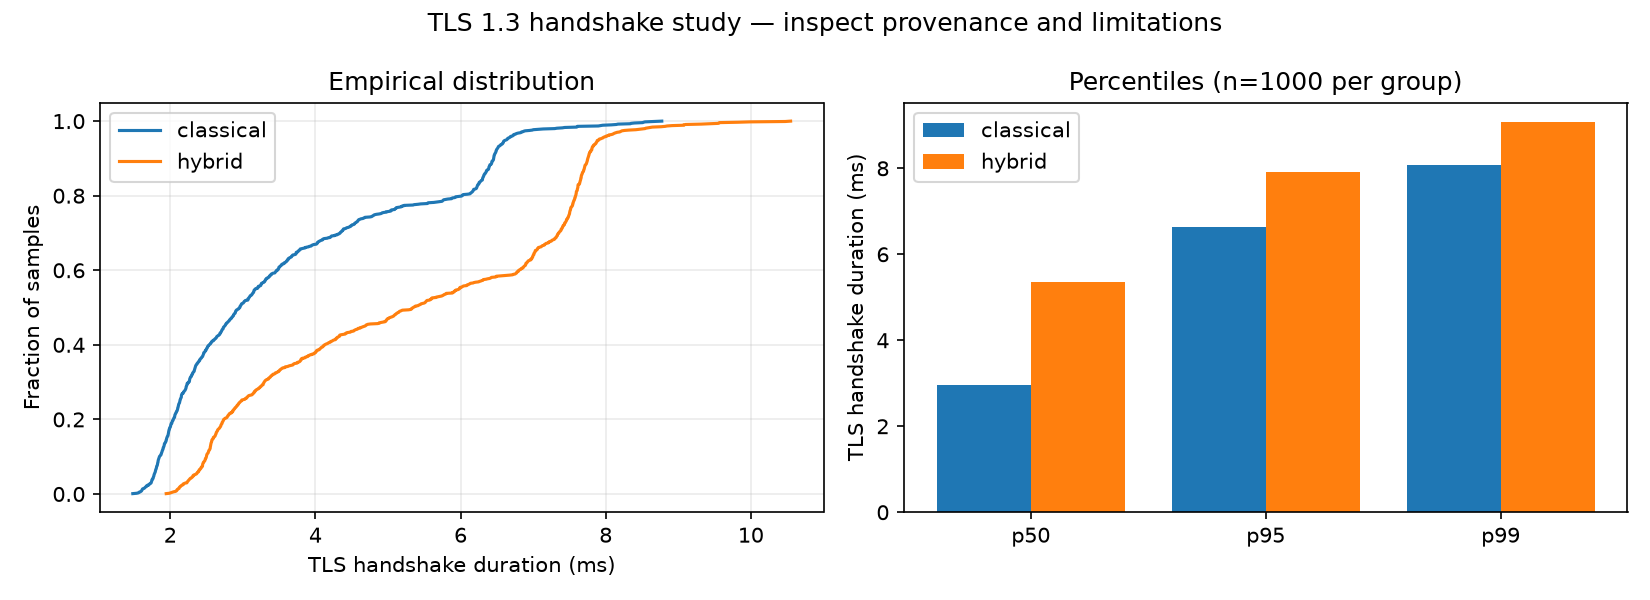 TLS 1.3 handshake study — inspect provenance and limitations
Empirical distribution
classical
hybrid
1.0
0.8
0.6
0.4
0.2
0.0
Fraction of samples
2 4 6 8 10
TLS handshake duration (ms)
Percentiles (n=1000 per group)
classical
hybrid
8
6
4
2
0
TLS handshake duration (ms)
p50 p95 p99